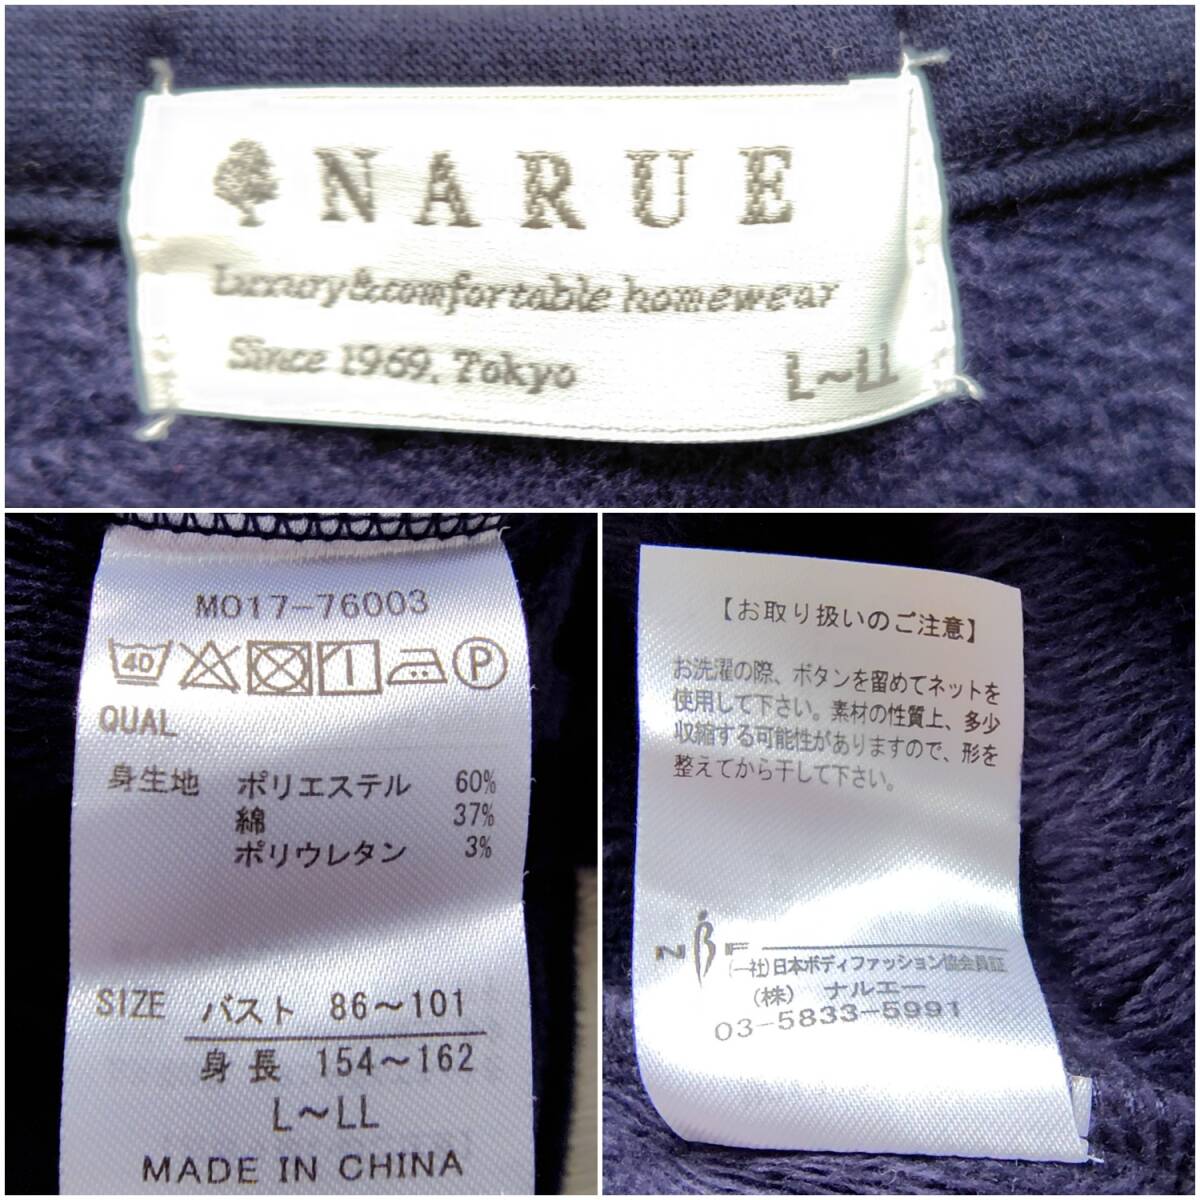 NARUE
Luxury&comfortable homewear
Since 1969, Tokyo
L～LL
M017-76003
40
P
QUAL
身生地 ポリエステル 60%
綿 37%
ポリウレタン 3%
SIZE バスト 86～101
身長 154～162
L～LL
MADE IN CHINA
【お取り扱いのご注意】
お洗濯の際、ボタンを留めてネットを
使用して下さい。素材の性質上、多少
収縮する可能性がありますので、形を
整えてから干して下さい。
NBF
(一社)日本ボディファッション協会員証
(株) ナルエー
03-5833-5991